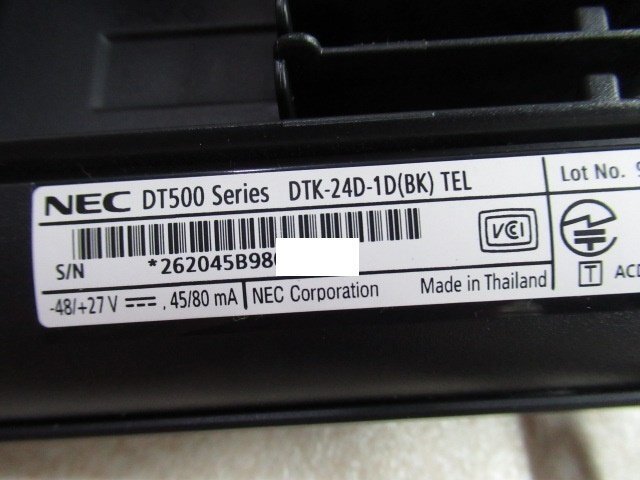 NEC DT500 Series DTK-24D-1D(BK) TEL
Lot No.
S/N *262045B98
VCI
-48/+27 V ⎓ , 45/80 mA NEC Corporation Made in Thailand
T